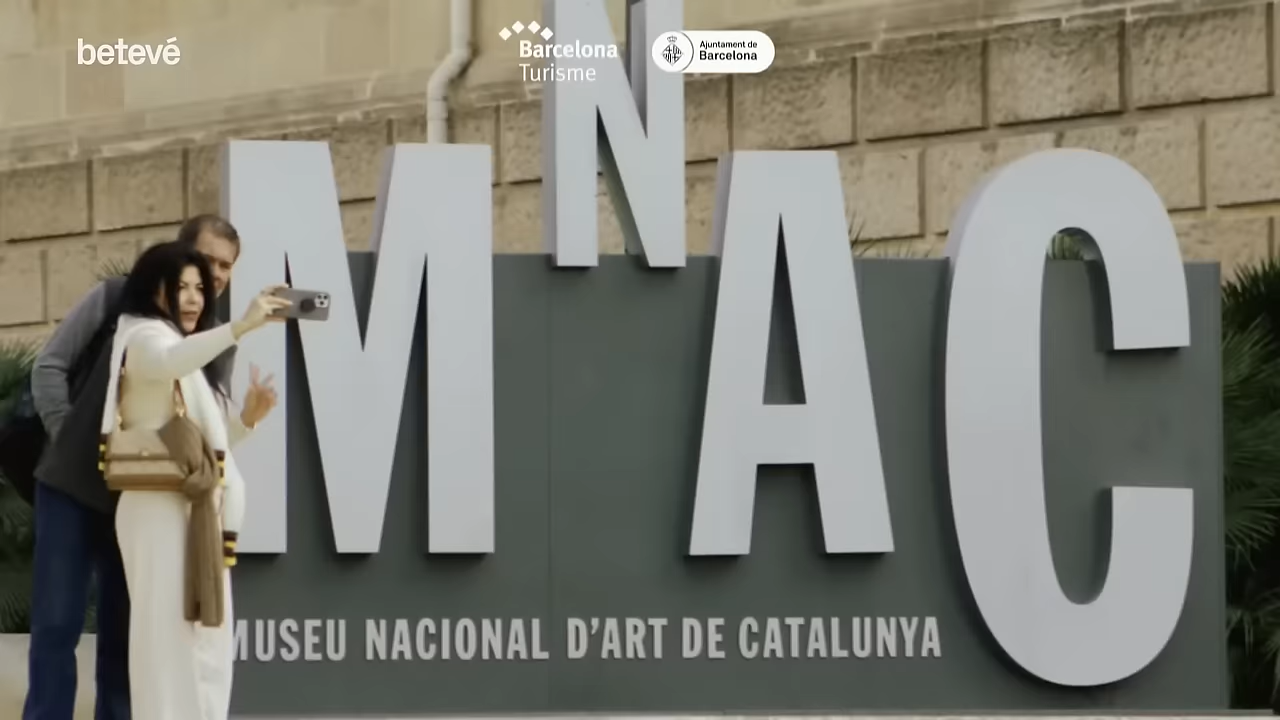 betevé
Barcelona
Turisme
Ajuntament de
Barcelona
MNAC
MUSEU NACIONAL D'ART DE CATALUNYA